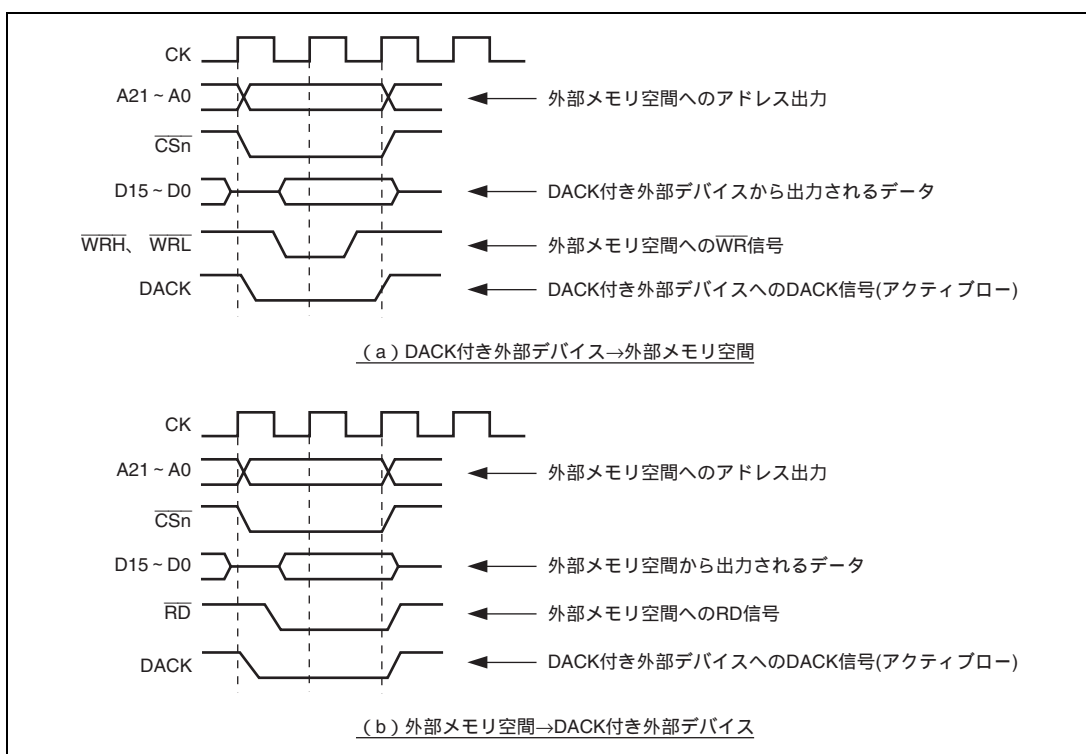 CK
A21~A0 外部メモリ空間へのアドレス出力
CSn
D15~D0 DACK付き外部デバイスから出力されるデータ
WRH、 WRL 外部メモリ空間へのWR信号
DACK DACK付き外部デバイスへのDACK信号(アクティブロー)
(a)DACK付き外部デバイス→外部メモリ空間
CK
A21~A0 外部メモリ空間へのアドレス出力
CSn
D15~D0 外部メモリ空間から出力されるデータ
RD 外部メモリ空間へのRD信号
DACK DACK付き外部デバイスへのDACK信号(アクティブロー)
(b)外部メモリ空間→DACK付き外部デバイス